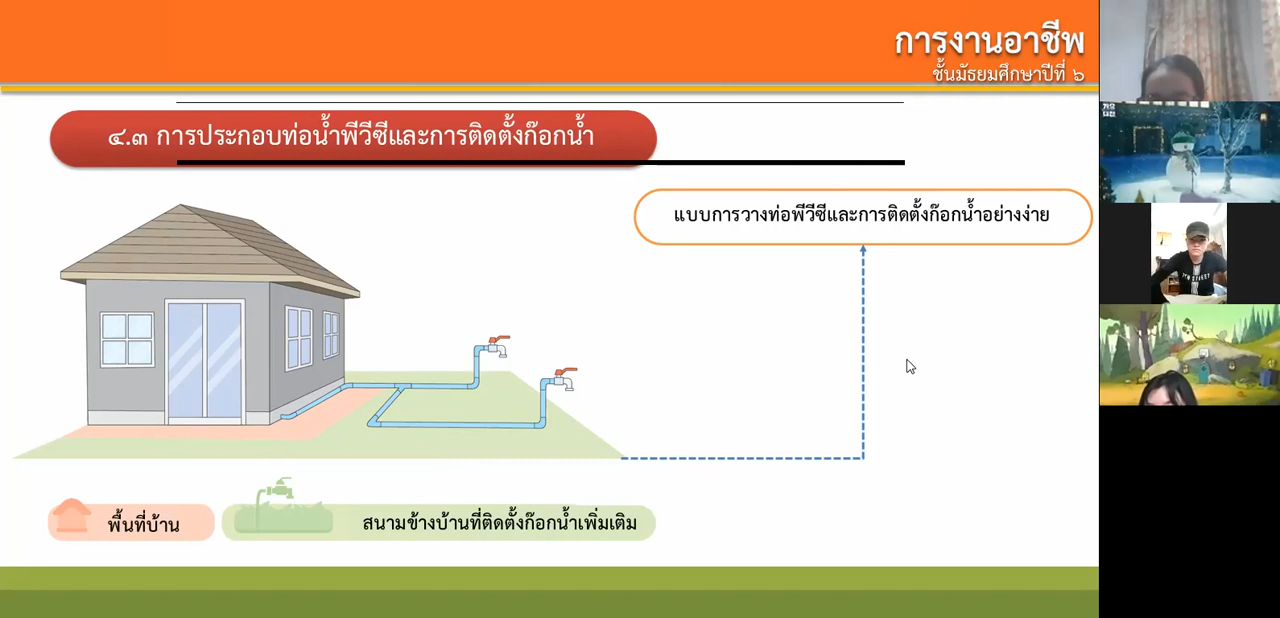 การงานอาชีพ
ชั้นมัธยมศึกษาปีที่ ๖
๔.๓ การประกอบท่อน้ำพีวีซีและการติดตั้งก๊อกน้ำ
แบบการวางท่อพีวีซีและการติดตั้งก๊อกน้ำอย่างง่าย
พื้นที่บ้าน
สนามข้างบ้านที่ติดตั้งก๊อกน้ำเพิ่มเติม